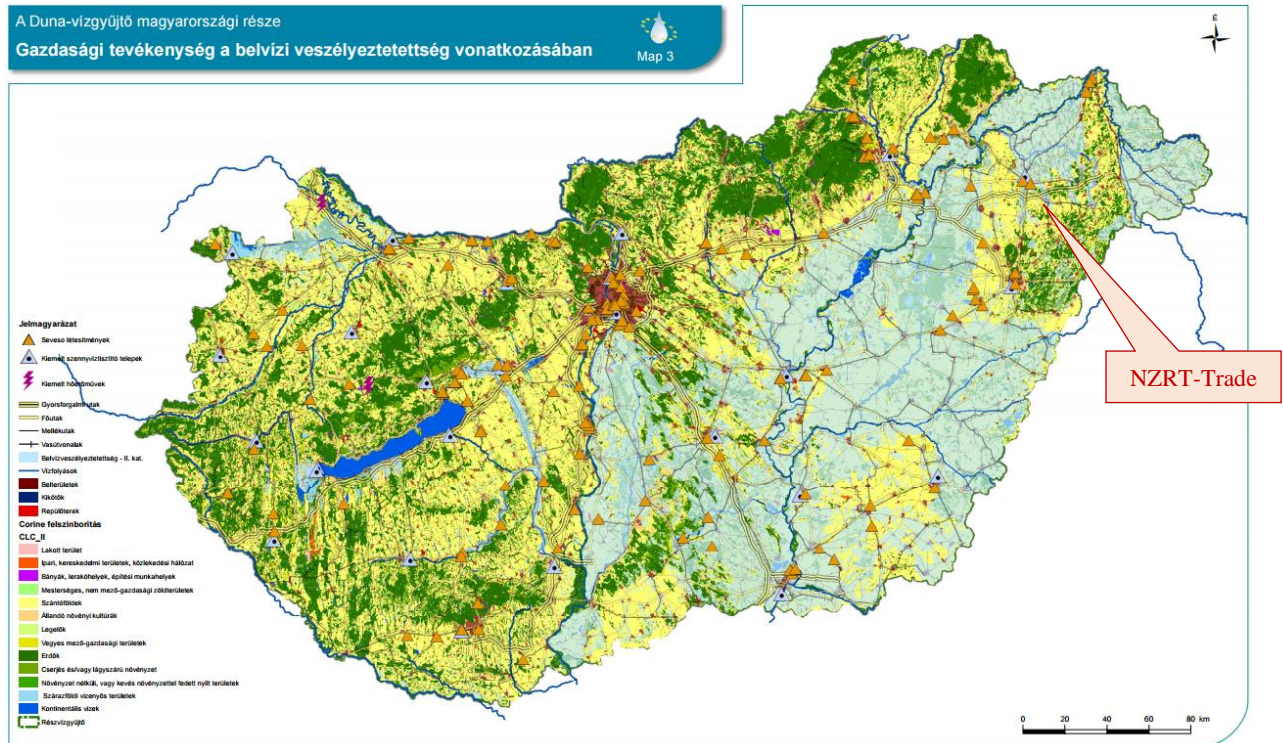 A Duna-vízgyűjtő magyarországi része
Gazdasági tevékenység a belvízi veszélyeztetettség vonatkozásában
Map 3
É
NZRT-Trade
Jelmagyarázat
Seveso létesítmények
Kiemelt szennyvíztisztító telepek
Kiemelt hőerőművek
Gyorsforgalmi utak
Főutak
Mellékutak
Vasútvonalak
Belvízveszélyeztetettség - II. kat.
Vízfolyások
Belterületek
Kikötők
Repülőterek
Corine felszínborítás
CLC_II
Lakott terület
Ipari, kereskedelmi területek, közlekedési hálózat
Bányák, lerakóhelyek, építési munkahelyek
Mesterséges, nem mező-gazdasági zöldterületek
Szántóföldek
Állandó növényi kultúrák
Legelők
Vegyes mező-gazdasági területek
Erdők
Cserjés és/vagy lágyszárú növényzet
Növényzet nélküli, vagy kevés növényzettel fedett nyílt területek
Szárazföldi vizenyős területek
Kontinentális vizek
Részvízgyűjtő
0 20 40 60 80 km